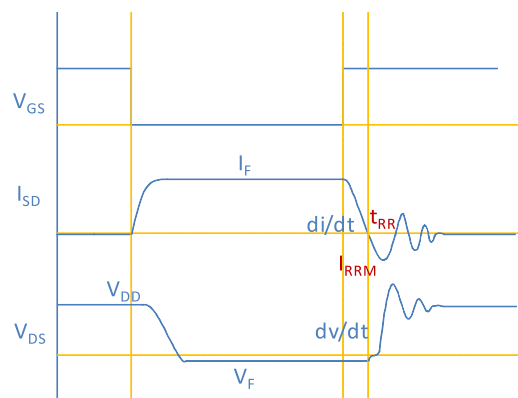 VGS
IF
ISD
tRR
di/dt
IRRM
VDD
VDS
dv/dt
VF